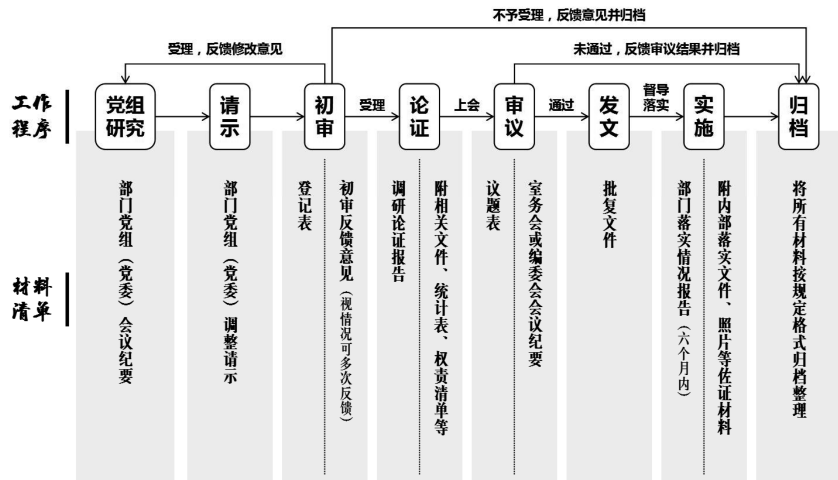 不予受理，反馈意见并归档
受理，反馈修改意见
未通过，反馈审议结果并归档
工作
程序
党组
研究
请
示
初
审
受理
论
证
上会
审
议
通过
发
文
督导
落实
实
施
归
档
材料
清单
部门党组（党委）会议纪要
部门党组（党委）调整请示
登记表
初审反馈意见（视情况可多次反馈）
调研论证报告
附相关文件、统计表、权责清单等
议题表
室务会或编委会会议纪要
批复文件
部门落实情况报告（六个月内）
附内部落实文件、照片等佐证材料
将所有材料按规定格式归档整理